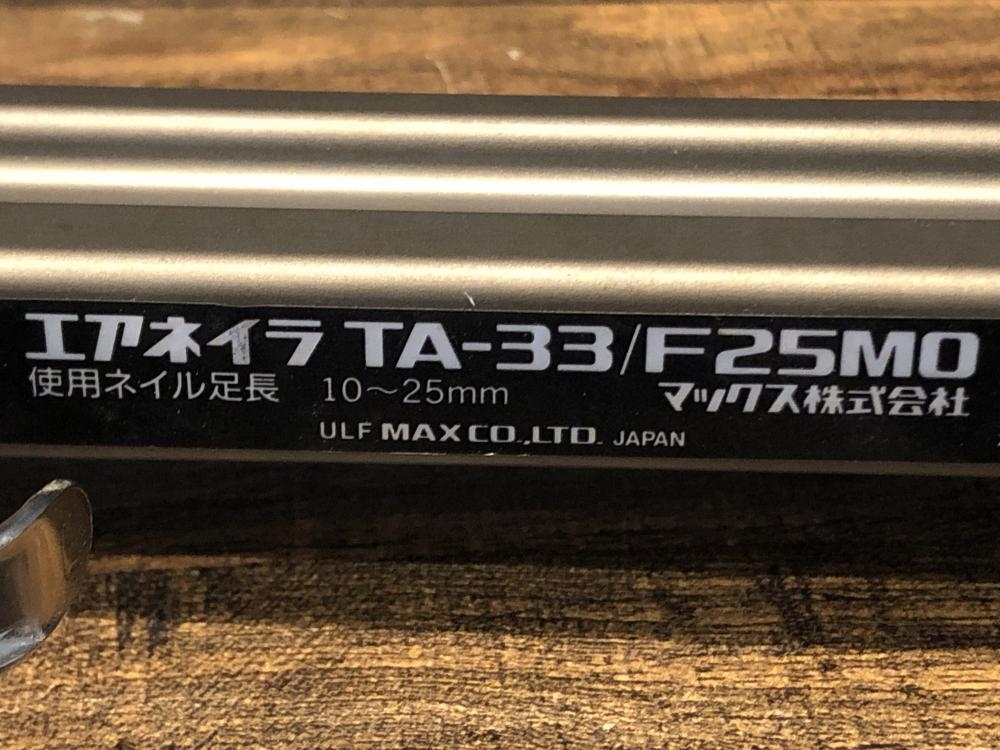 エアネイラ TA-33/F25MO
使用ネイル足長 10～25mm
マックス株式会社
ULF MAX CO.,LTD. JAPAN